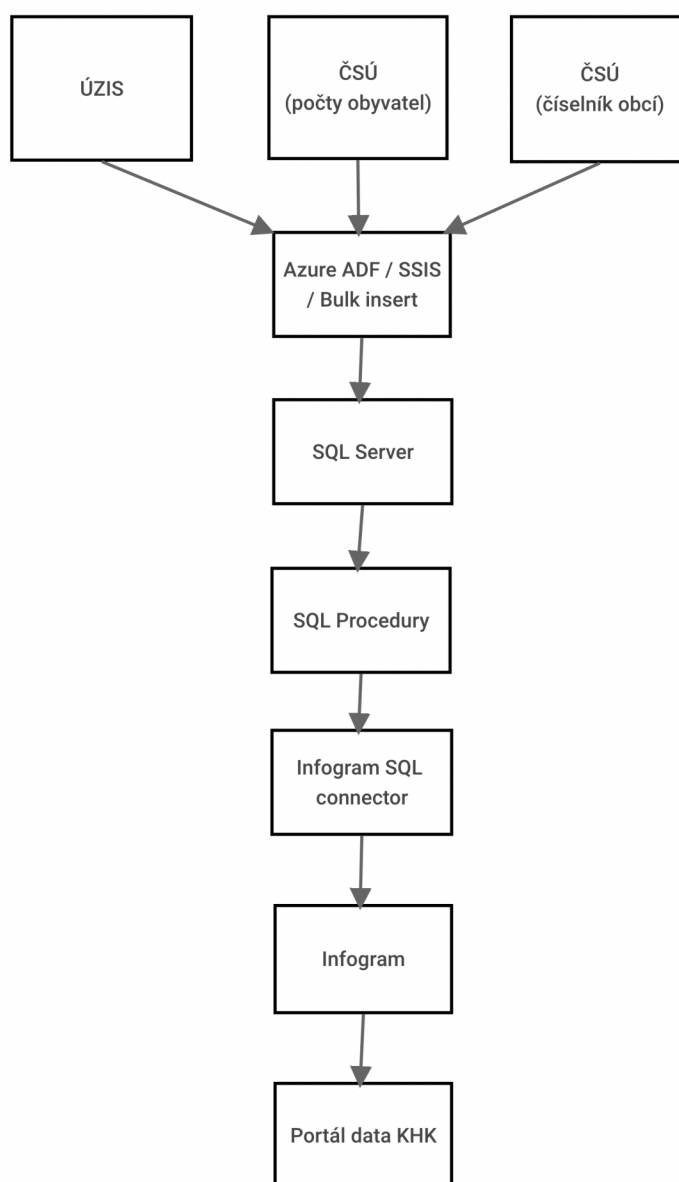 ÚZIS
ČSÚ
(počty obyvatel)
ČSÚ
(číselník obcí)
Azure ADF / SSIS
/ Bulk insert
SQL Server
SQL Procedury
Infogram SQL
connector
Infogram
Portál data KHK